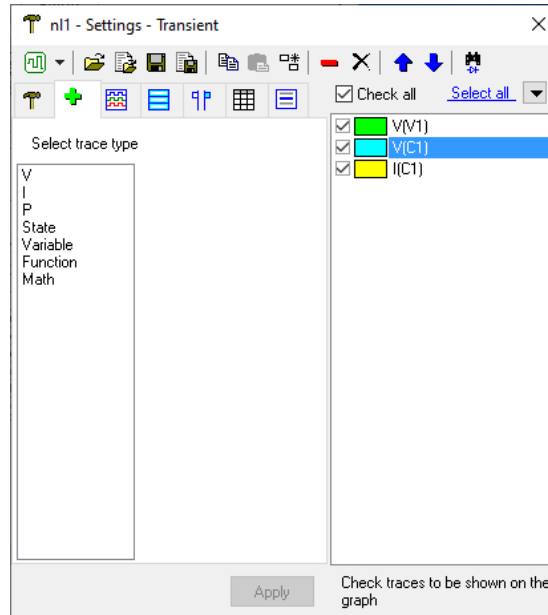 nl1 - Settings - Transient
Check all
Select all
Select trace type
V
I
P
State
Variable
Function
Math
V(V1)
V(C1)
I(C1)
Apply
Check traces to be shown on the
graph